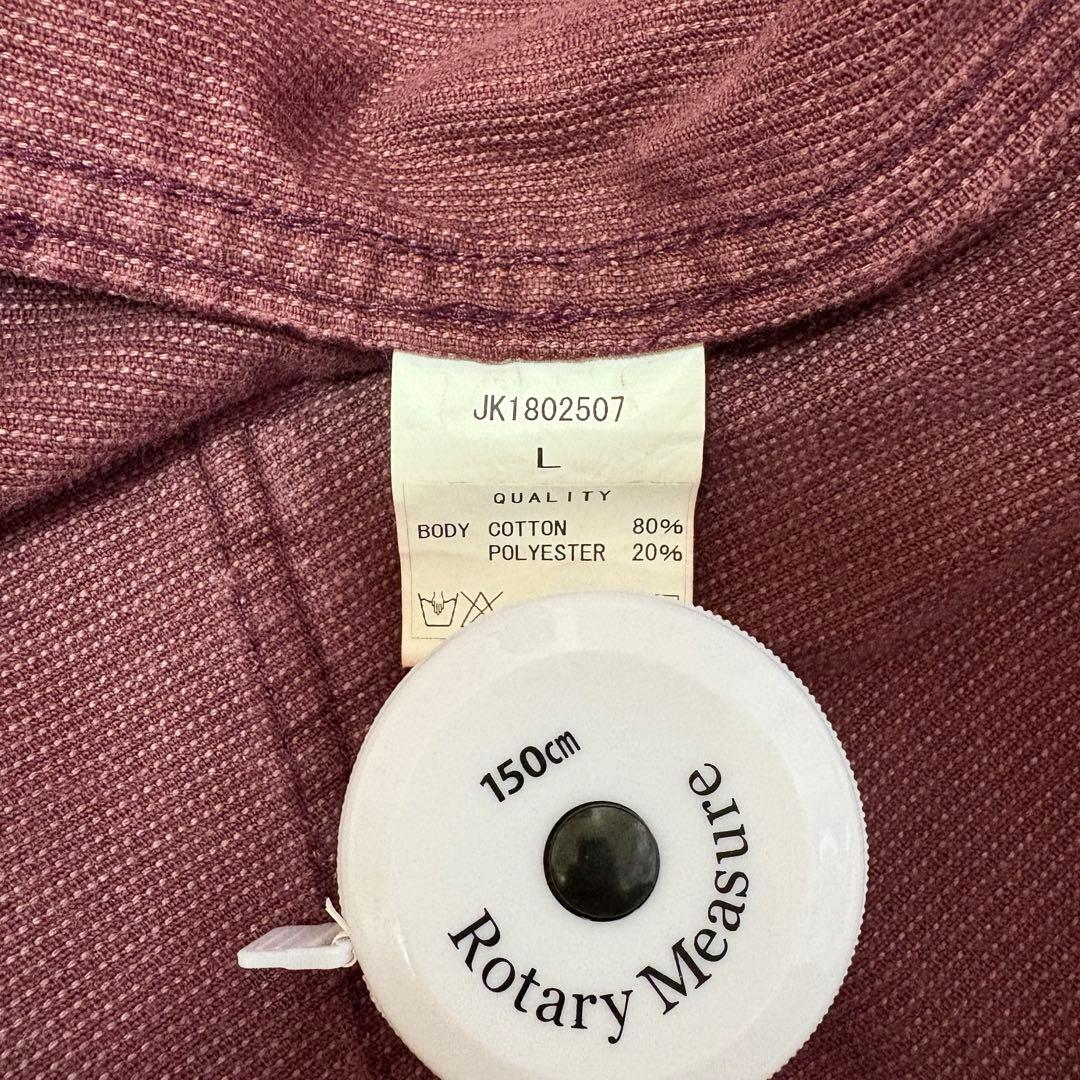 JK1802507
L
QUALITY
BODY COTTON 80%
POLYESTER 20%
150cm
Rotary Measure